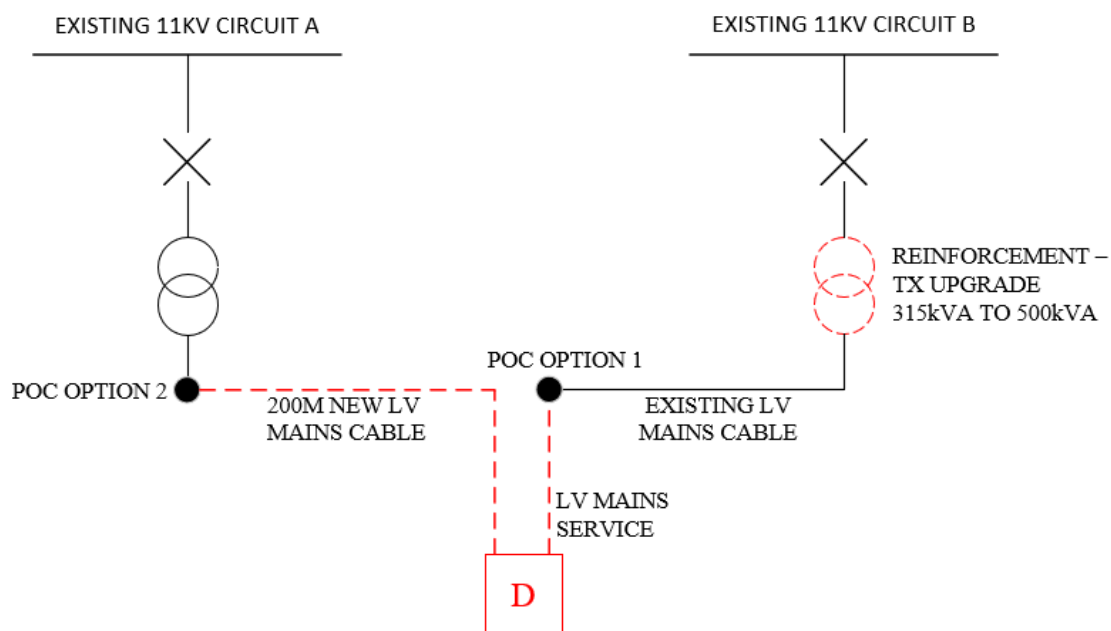 EXISTING 11KV CIRCUIT A
EXISTING 11KV CIRCUIT B
REINFORCEMENT –
TX UPGRADE
315kVA TO 500kVA
POC OPTION 1
POC OPTION 2
200M NEW LV
MAINS CABLE
EXISTING LV
MAINS CABLE
LV MAINS
SERVICE
D